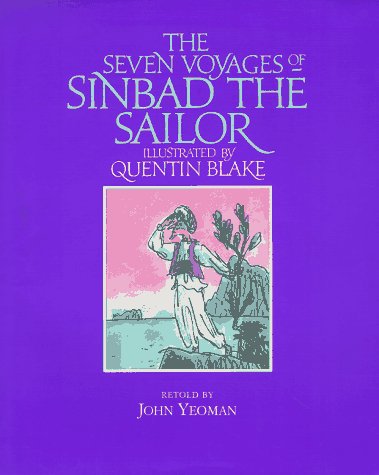 THE
SEVEN VOYAGES OF
SINBAD THE
SAILOR
ILLUSTRATED BY
QUENTIN BLAKE
RETOLD BY
JOHN YEOMAN